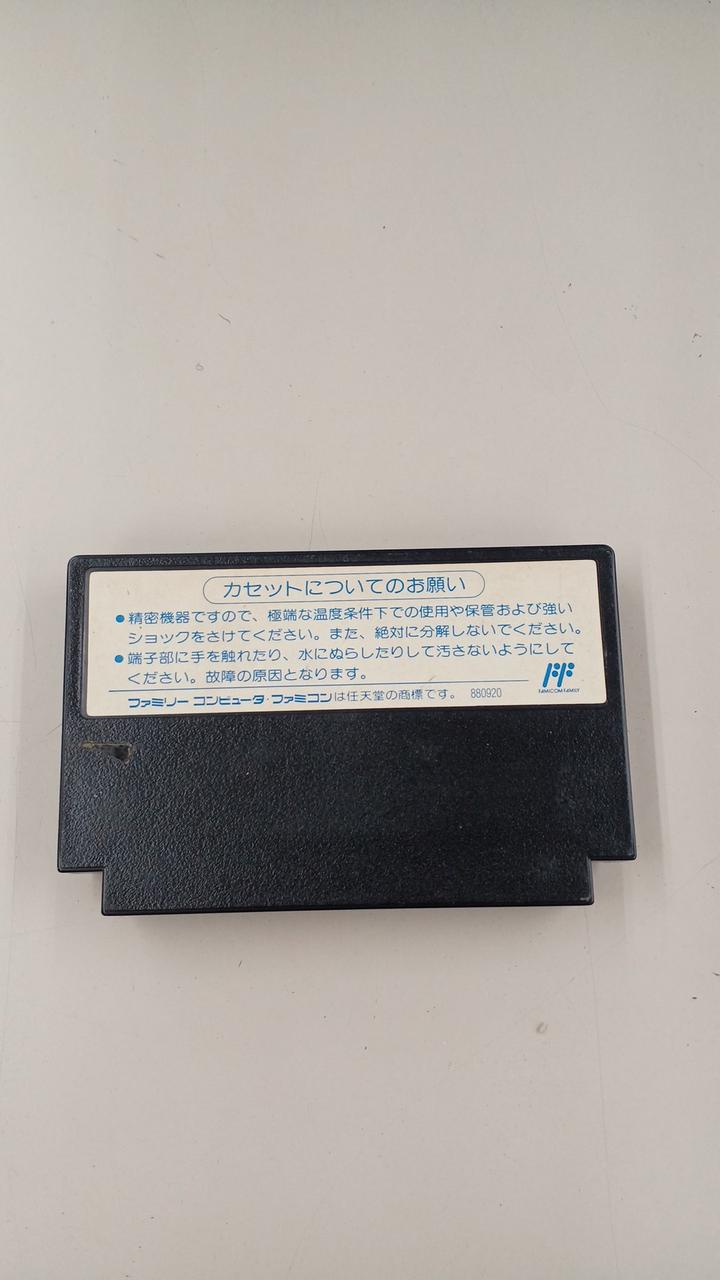 カセットについてのお願い
●精密機器ですので、極端な温度条件下での使用や保管および強い
ショックをさけてください。また、絶対に分解しないでください。
●端子部に手を触れたり、水にぬらしたりして汚さないようにして
ください。故障の原因となります。
FAMICOM FAMILY
ファミリー コンピュータ・ファミコンは任天堂の商標です。 880920